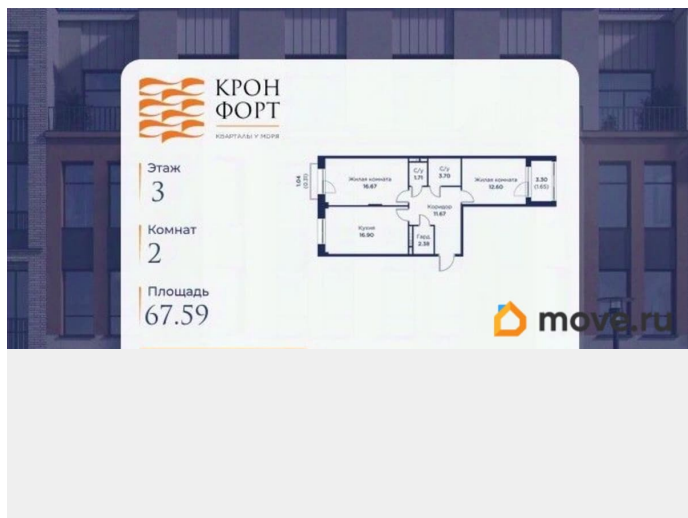 КРОН
ФОРТ
КВАРТАЛЫ У МОРЯ
Этаж
3
Комнат
2
Площадь
67.59
Жилая комната
16.67
С/у
1.71
С/у
3.70
Жилая комната
12.60
3.30
(1.65)
1.04
(0.31)
Коридор
11.67
Кухня
16.90
Гард.
2.39
move.ru